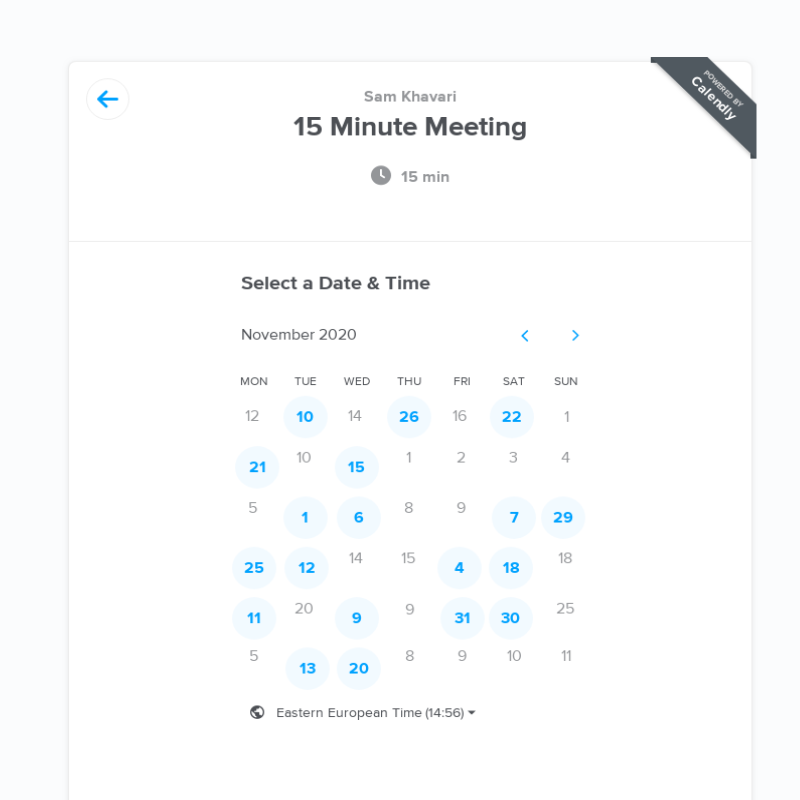 POWERED BY
Calendly
Sam Khavari
15 Minute Meeting
15 min
Select a Date & Time
November 2020
MON TUE WED THU FRI SAT SUN
12 10 14 26 16 22 1
21 10 15 1 2 3 4
5 1 6 8 9 7 29
25 12 14 15 4 18 18
11 20 9 9 31 30 25
5 13 20 8 9 10 11
Eastern European Time (14:56)